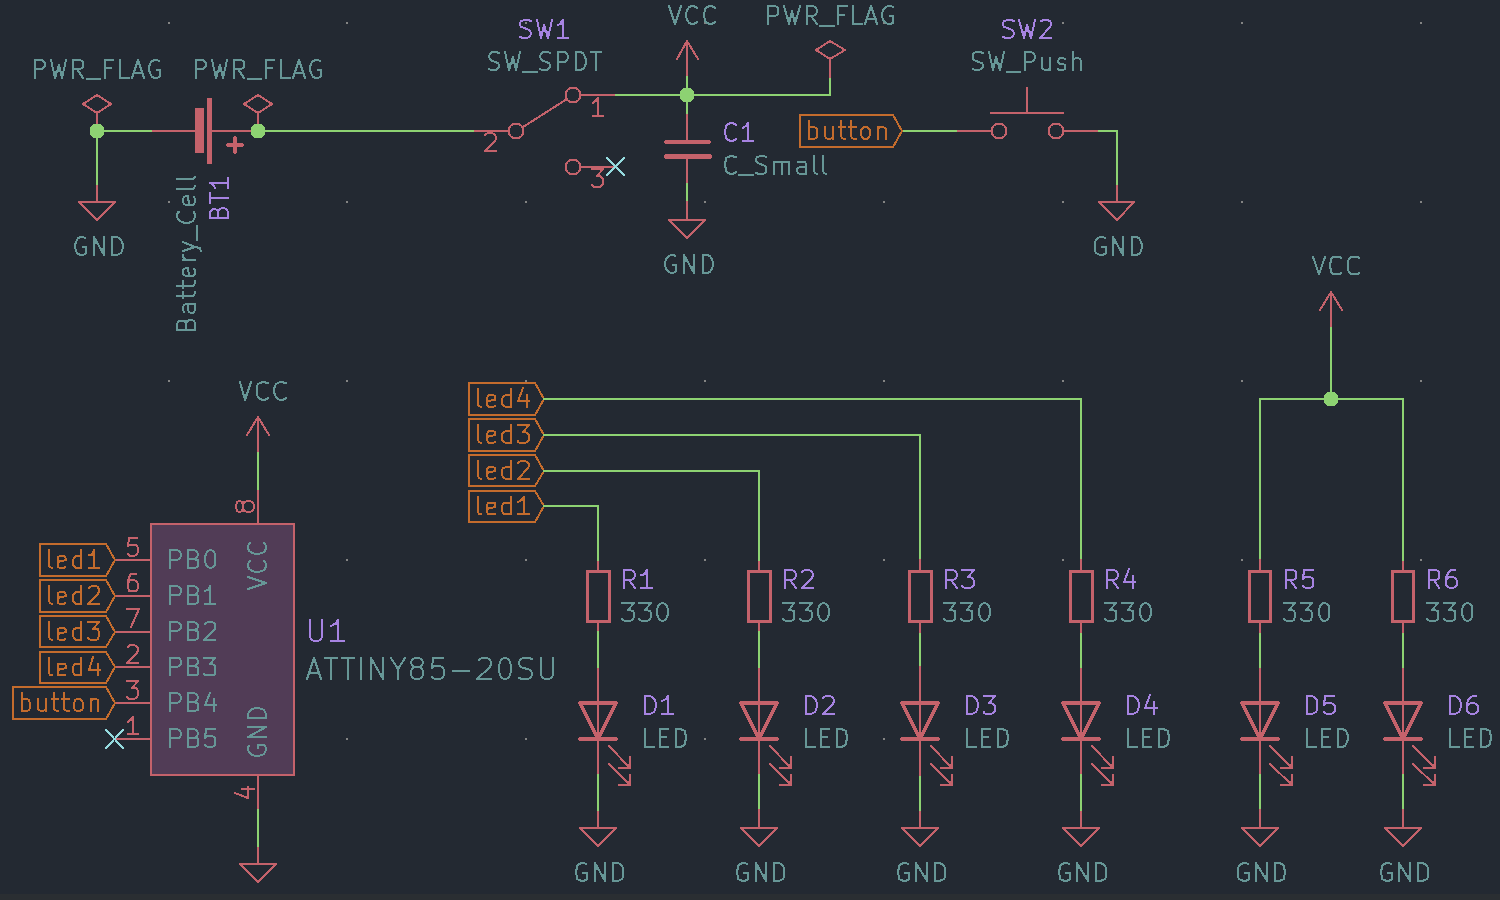 PWR_FLAG
PWR_FLAG
SW1
SW_SPDT
VCC
PWR_FLAG
SW2
SW_Push
1
2
3
+
BT1
Battery_Cell
C1
C_Small
button
GND
GND
GND
VCC
VCC
led4
led3
led2
led1
8
led1
5
PB0
VCC
led2
6
PB1
led3
7
PB2
led4
2
PB3
button
3
PB4
1
PB5
GND
4
U1
ATTINY85-20SU
R1
330
R2
330
R3
330
R4
330
R5
330
R6
330
D1
LED
D2
LED
D3
LED
D4
LED
D5
LED
D6
LED
GND
GND
GND
GND
GND
GND